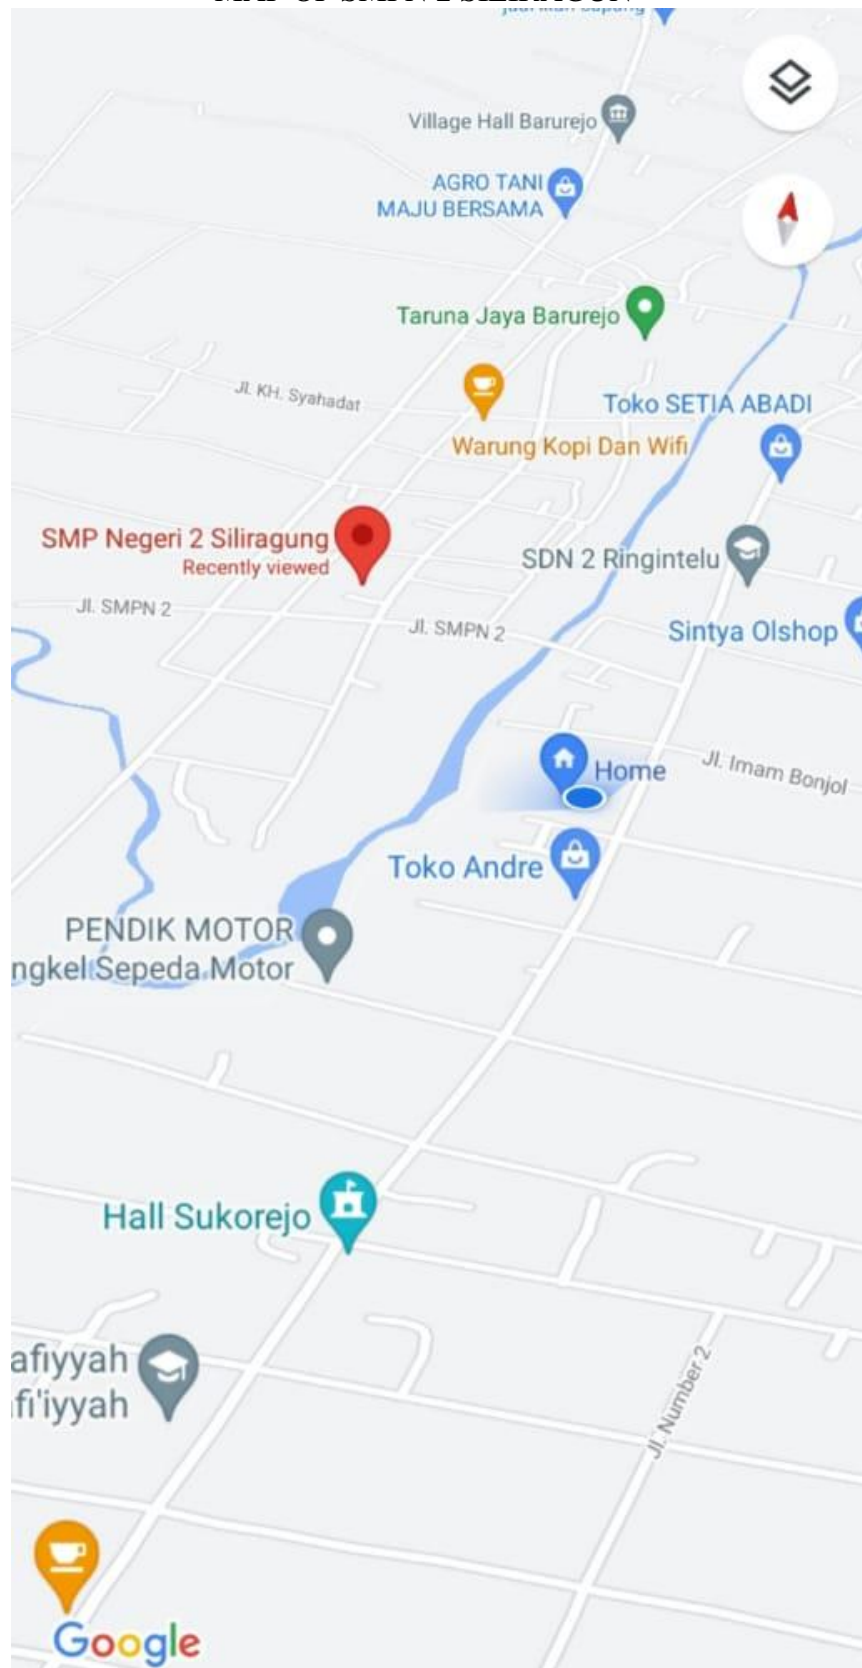 Village Hall Barurejo
AGRO TANI
MAJU BERSAMA
Taruna Jaya Barurejo
Jl. KH. Syahadat
Toko SETIA ABADI
Warung Kopi Dan Wifi
SMP Negeri 2 Siliragung
Recently viewed
SDN 2 Ringintelu
Jl. SMPN 2
Jl. SMPN 2
Sintya Olshop
Home
Jl. Imam Bonjol
Toko Andre
PENDIK MOTOR
ngkel Sepeda Motor
Hall Sukorejo
afiyyah
fi'iyyah
Jl. Number 2
Google